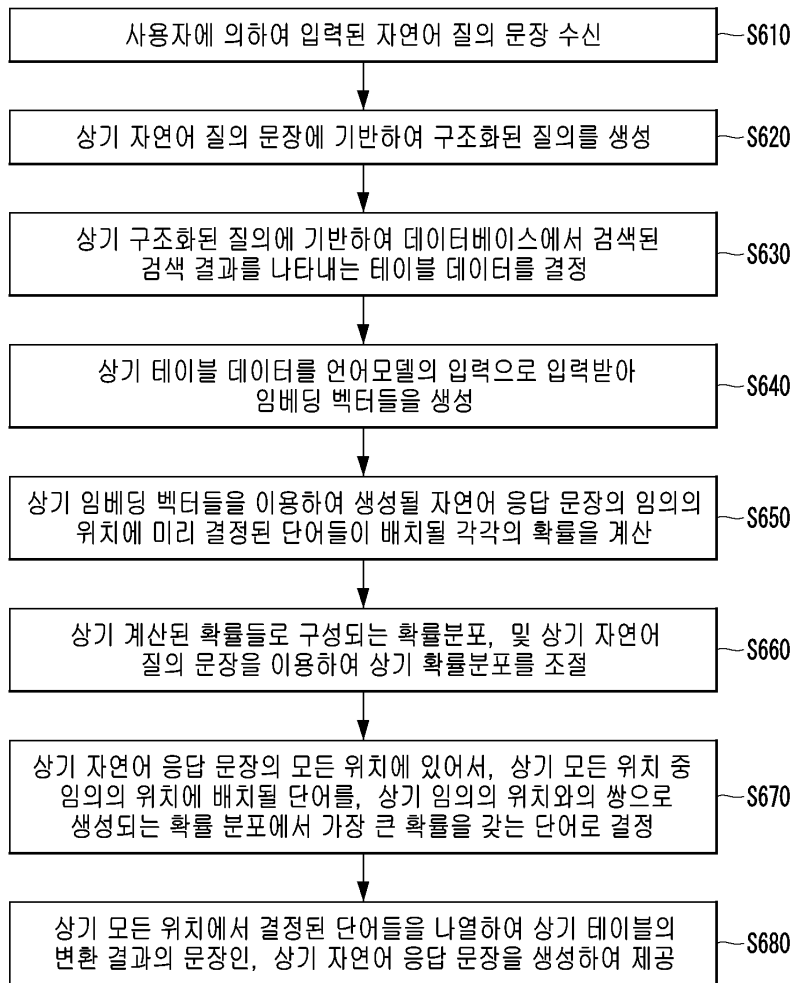 사용자에 의하여 입력된 자연어 질의 문장 수신
S610
상기 자연어 질의 문장에 기반하여 구조화된 질의를 생성
S620
상기 구조화된 질의에 기반하여 데이터베이스에서 검색된
검색 결과를 나타내는 테이블 데이터를 결정
S630
상기 테이블 데이터를 언어모델의 입력으로 입력받아
임베딩 벡터들을 생성
S640
상기 임베딩 벡터들을 이용하여 생성될 자연어 응답 문장의 임의의
위치에 미리 결정된 단어들이 배치될 각각의 확률을 계산
S650
상기 계산된 확률들로 구성되는 확률분포, 및 상기 자연어
질의 문장을 이용하여 상기 확률분포를 조절
S660
상기 자연어 응답 문장의 모든 위치에 있어서, 상기 모든 위치 중
임의의 위치에 배치될 단어를, 상기 임의의 위치와의 쌍으로
생성되는 확률 분포에서 가장 큰 확률을 갖는 단어로 결정
S670
상기 모든 위치에서 결정된 단어들을 나열하여 상기 테이블의
변환 결과의 문장인, 상기 자연어 응답 문장을 생성하여 제공
S680